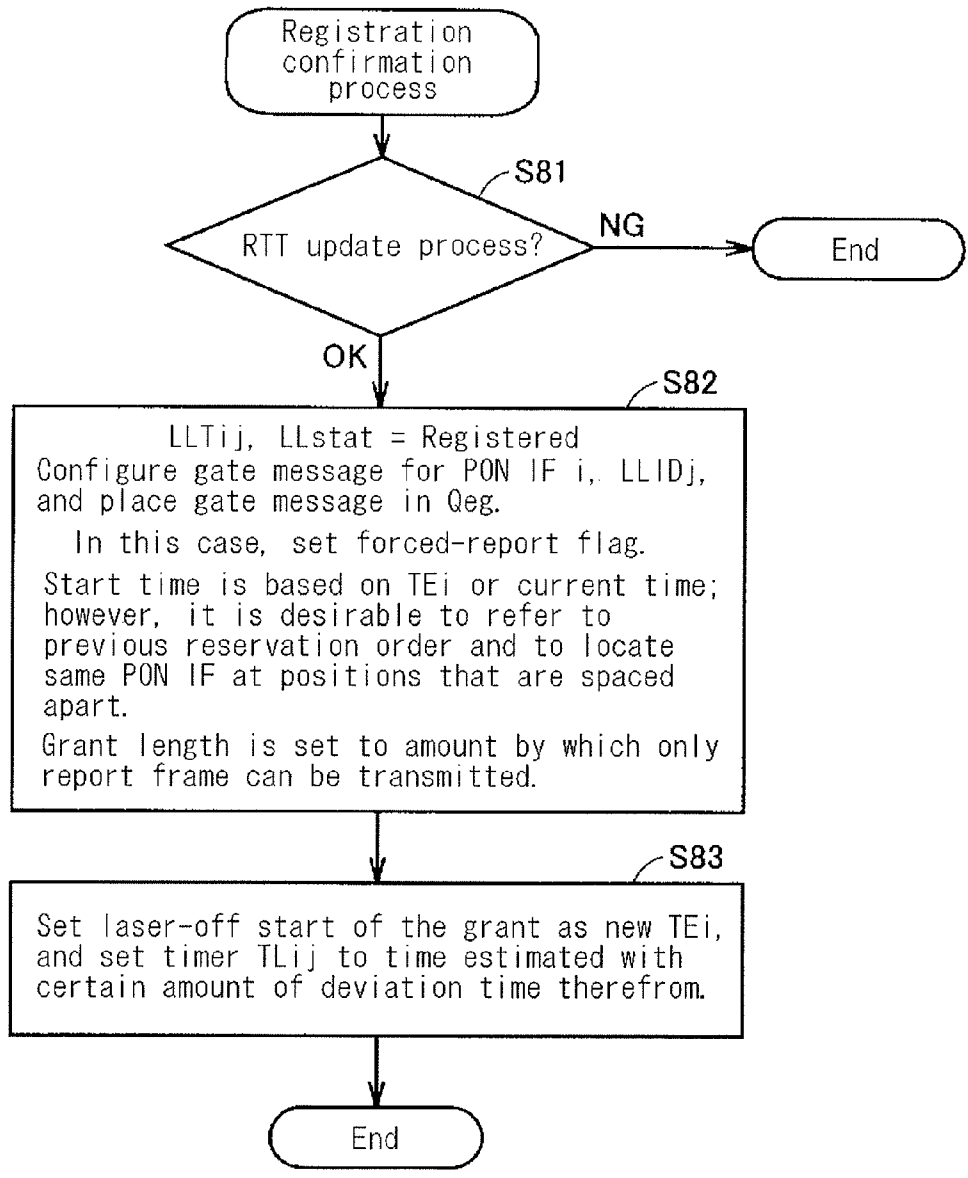 Registration
confirmation
process
S81
RTT update process?
NG
End
OK
S82
LLTij, LLstat = Registered
Configure gate message for PON IF i, LLIDj,
and place gate message in Qeg.
In this case, set forced-report flag.
Start time is based on TEi or current time;
however, it is desirable to refer to
previous reservation order and to locate
same PON IF at positions that are spaced
apart.
Grant length is set to amount by which only
report frame can be transmitted.
S83
Set laser-off start of the grant as new TEi,
and set timer TLij to time estimated with
certain amount of deviation time therefrom.
End